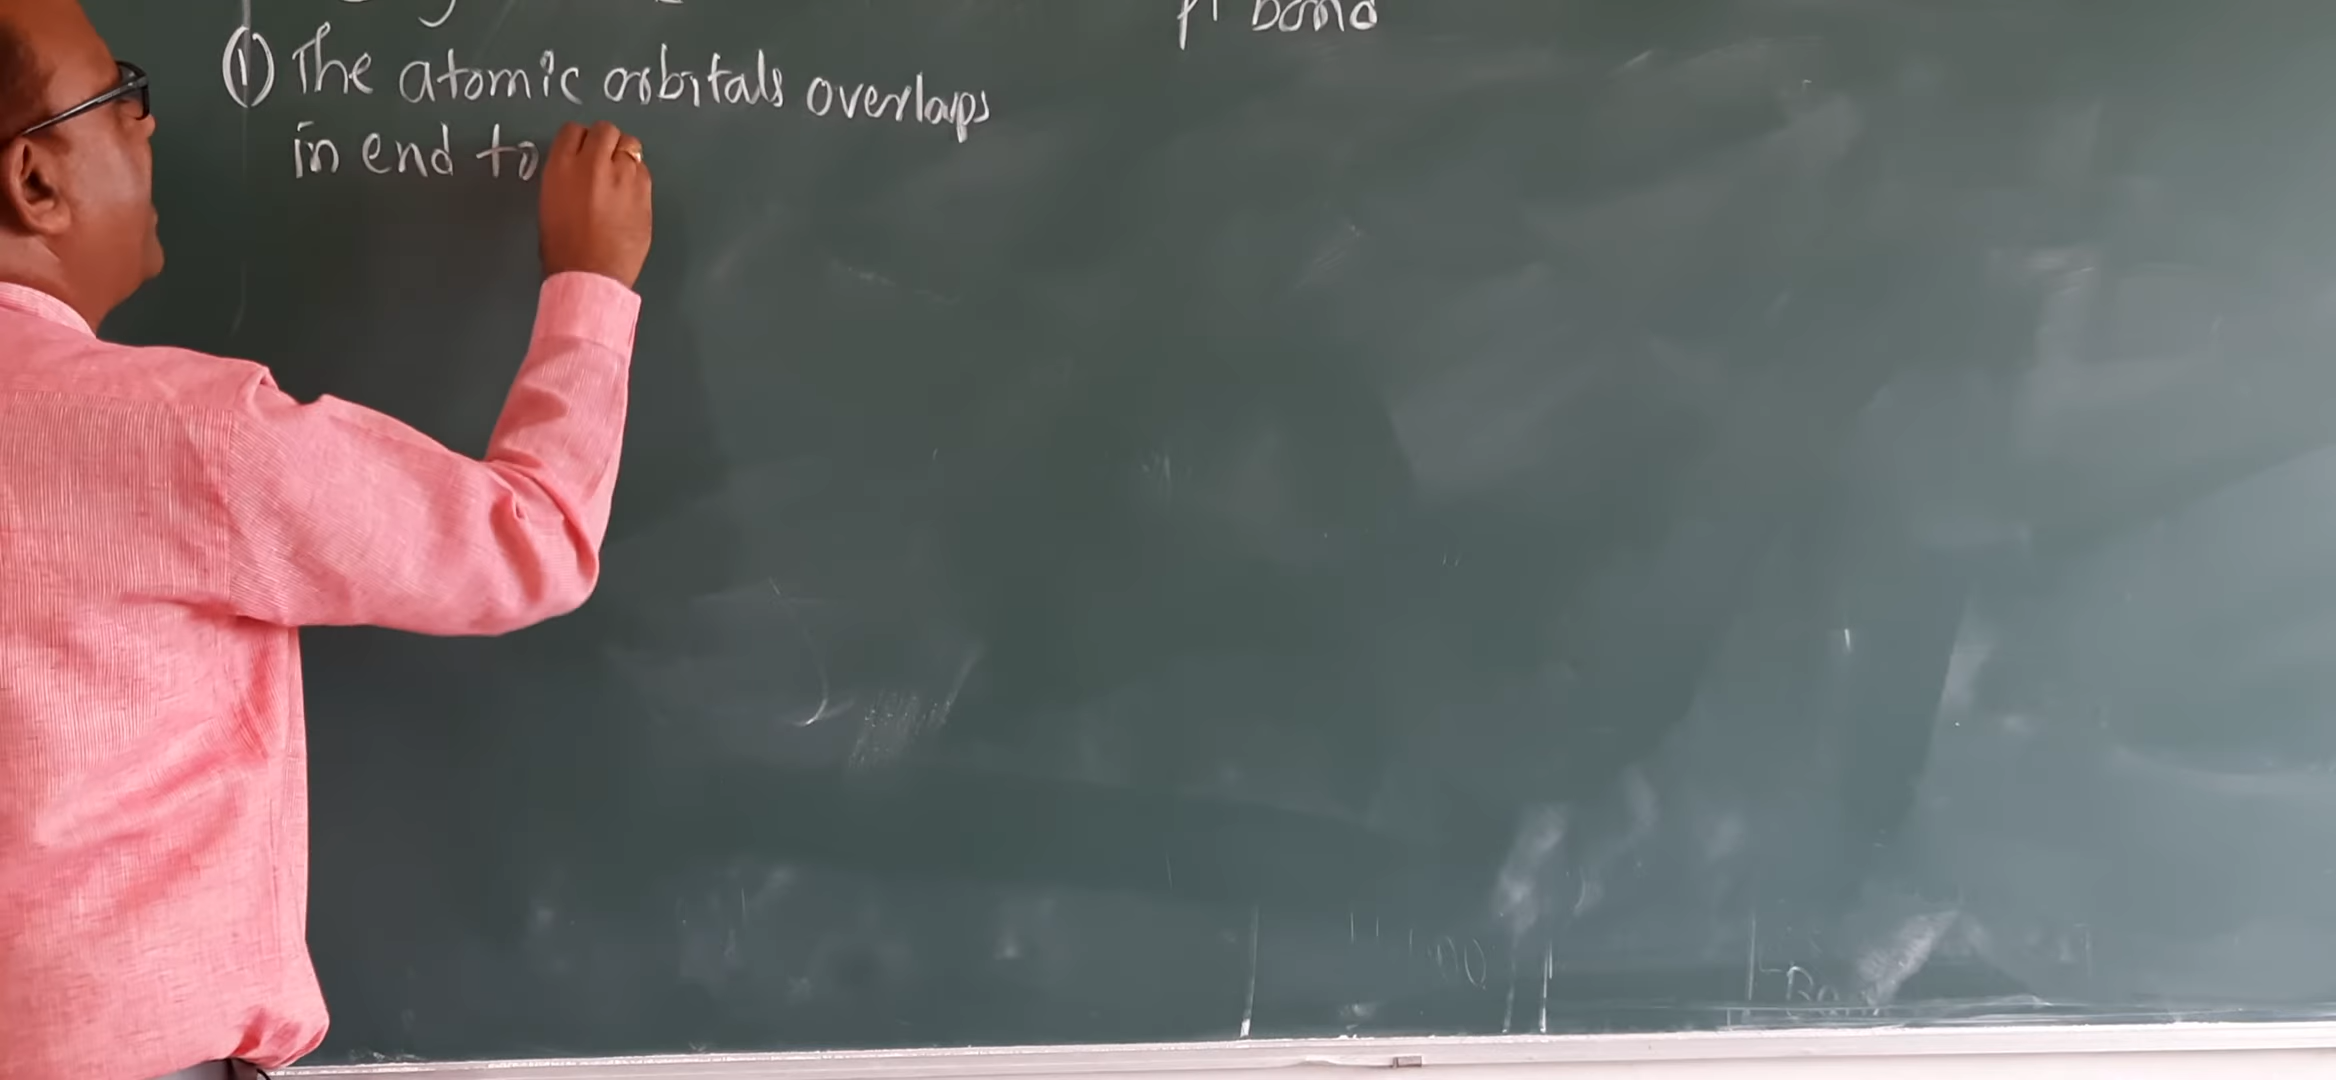 pi bond
① The atomic orbitals overlaps
in end to